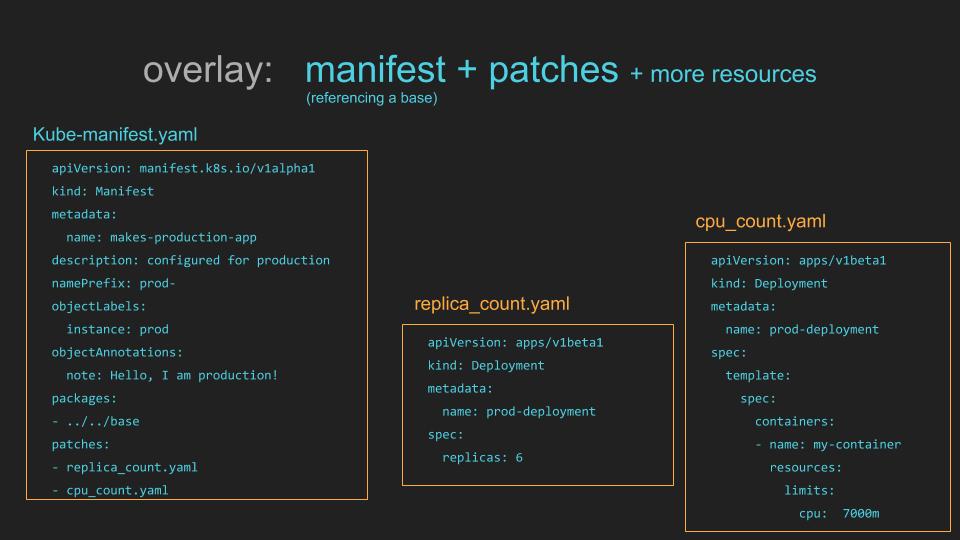 overlay: manifest + patches + more resources
(referencing a base)
Kube-manifest.yaml
apiVersion: manifest.k8s.io/v1alpha1
kind: Manifest
metadata:
  name: makes-production-app
description: configured for production
namePrefix: prod-
objectLabels:
  instance: prod
objectAnnotations:
  note: Hello, I am production!
packages:
- ../../base
patches:
- replica_count.yaml
- cpu_count.yaml
replica_count.yaml
apiVersion: apps/v1beta1
kind: Deployment
metadata:
  name: prod-deployment
spec:
  replicas: 6
cpu_count.yaml
apiVersion: apps/v1beta1
kind: Deployment
metadata:
  name: prod-deployment
spec:
  template:
    spec:
      containers:
      - name: my-container
        resources:
          limits:
            cpu:  7000m